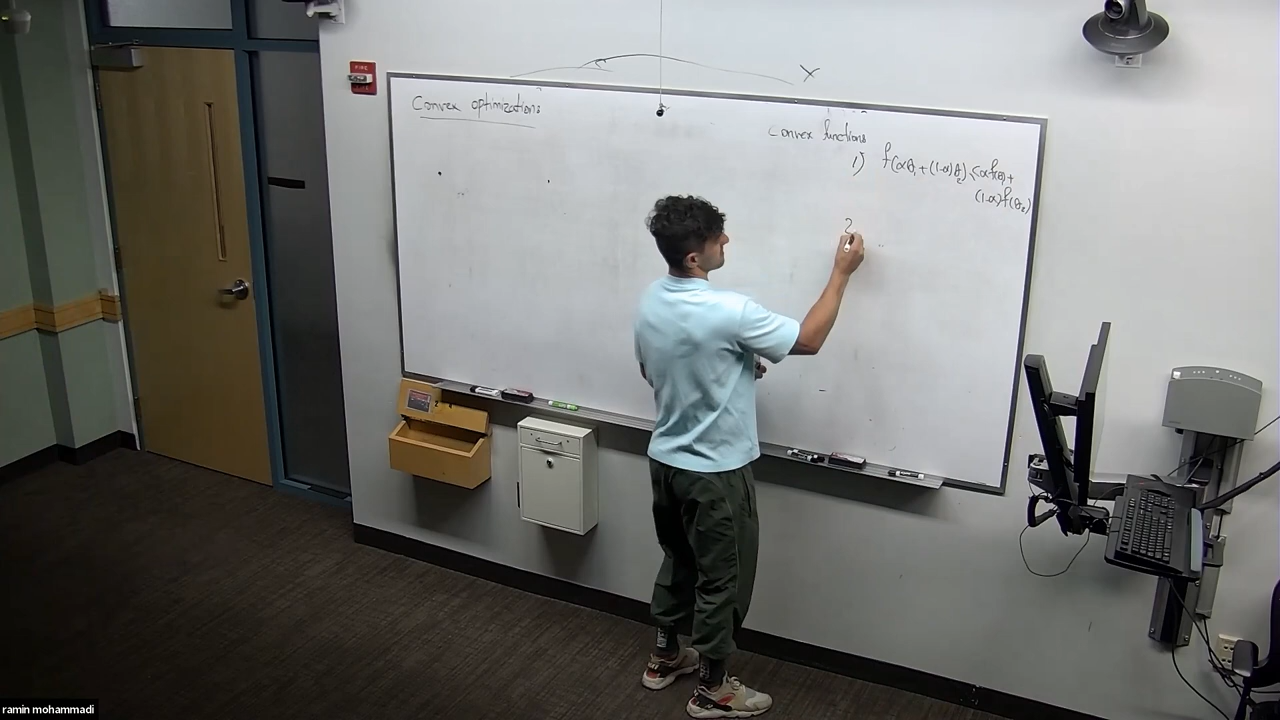 Convex optimizations
Convex functions
1) f(αθ₁ + (1-α)θ₂) ≤ αf(θ₁) +
(1-α)f(θ₂)
2
FIRE
ramin mohammadi